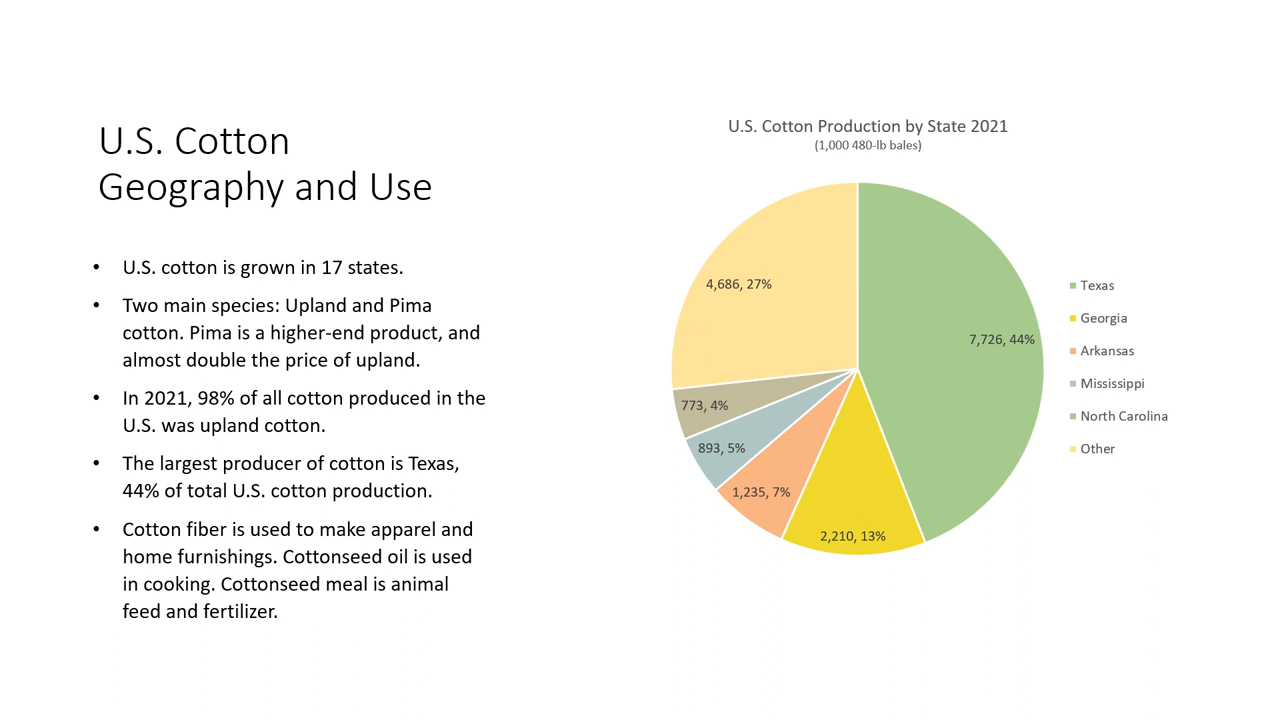 U.S. Cotton
Geography and Use
• U.S. cotton is grown in 17 states.
• Two main species: Upland and Pima
cotton. Pima is a higher-end product, and
almost double the price of upland.
• In 2021, 98% of all cotton produced in the
U.S. was upland cotton.
• The largest producer of cotton is Texas,
44% of total U.S. cotton production.
• Cotton fiber is used to make apparel and
home furnishings. Cottonseed oil is used
in cooking. Cottonseed meal is animal
feed and fertilizer.
U.S. Cotton Production by State 2021
(1,000 480-lb bales)
4,686, 27%
7,726, 44%
773, 4%
893, 5%
1,235, 7%
2,210, 13%
Texas
Georgia
Arkansas
Mississippi
North Carolina
Other